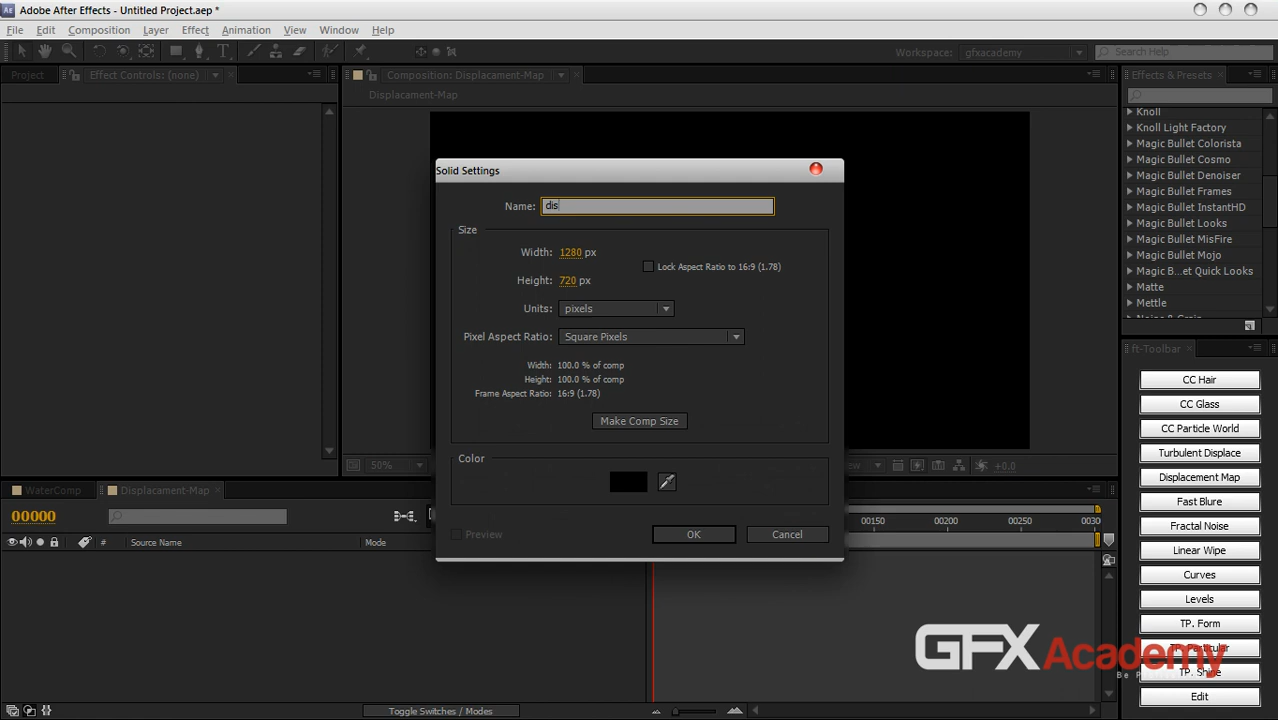 Adobe After Effects - Untitled Project.aep *
File Edit Composition Layer Effect Animation View Window Help
Workspace: gfxacademy Search Help
Project Effect Controls: (none) Composition: Displacament-Map Effects & Presets
Displacament-Map
Knoll
Knoll Light Factory
Magic Bullet Colorista
Magic Bullet Cosmo
Magic Bullet Denoiser
Magic Bullet Frames
Magic Bullet InstantHD
Magic Bullet Looks
Magic Bullet MisFire
Magic Bullet Mojo
Magic B...et Quick Looks
Matte
Mettle
Solid Settings
Name: dis
Size
Width: 1280 px
Lock Aspect Ratio to 16:9 (1.78)
Height: 720 px
Units: pixels
Pixel Aspect Ratio: Square Pixels
Width: 100.0 % of comp
Height: 100.0 % of comp
Frame Aspect Ratio: 16:9 (1.78)
Make Comp Size
Color
Preview OK Cancel
50% +0.0
ft-Toolbar
CC Hair
CC Glass
CC Particle World
Turbulent Displace
Displacement Map
Fast Blure
Fractal Noise
Linear Wipe
Curves
Levels
TP. Form
TP. Particular
TP. Shine
Edit
WaterComp Displacament-Map
00000
00150 00200 00250 0030
# Source Name Mode
Toggle Switches / Modes
GFXAcademy